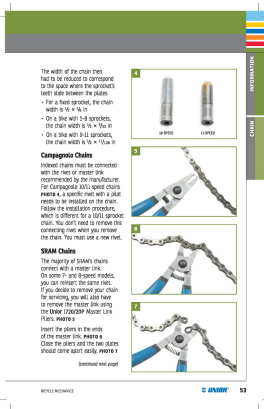 The width of the chain then
had to be reduced to correspond
to the space where the sprocket's
teeth slide between the plates.
• For a fixed sprocket, the chain
width is ½ × ⅛ in
• On a bike with 5-8 sprockets,
the chain width is ½ × ³/₃₂ in
• On a bike with 9-11 sprockets,
the chain width is ½ × ¹¹/₁₂₈ in
Campagnolo Chains
Indexed chains must be connected
with the rivet or master link
recommended by the manufacturer.
For Campagnolo 10/11 speed chains
PHOTO 4, a specific rivet with a pilot
needs to be installed on the chain.
Follow the installation procedure,
which is different for a 10/11 sprocket
chain. You don't need to remove this
connecting rivet when you remove
the chain. You must use a new rivet.
SRAM Chains
The majority of SRAM's chains
connect with a master link.
On some 7- and 8-speed models,
you can reinsert the same rivet.
If you decide to remove your chain
for servicing, you will also have
to remove the master link using
the Unior 1720/2DP Master Link
Pliers. PHOTO 5
Insert the pliers in the ends
of the master link. PHOTO 6
Close the pliers and the two plates
should come apart easily. PHOTO 7
(continued next page)
4
10-SPEED
11-SPEED
5
6
7
INFORMATION
CHAIN
BICYCLE MECHANICS
UNIOR
53